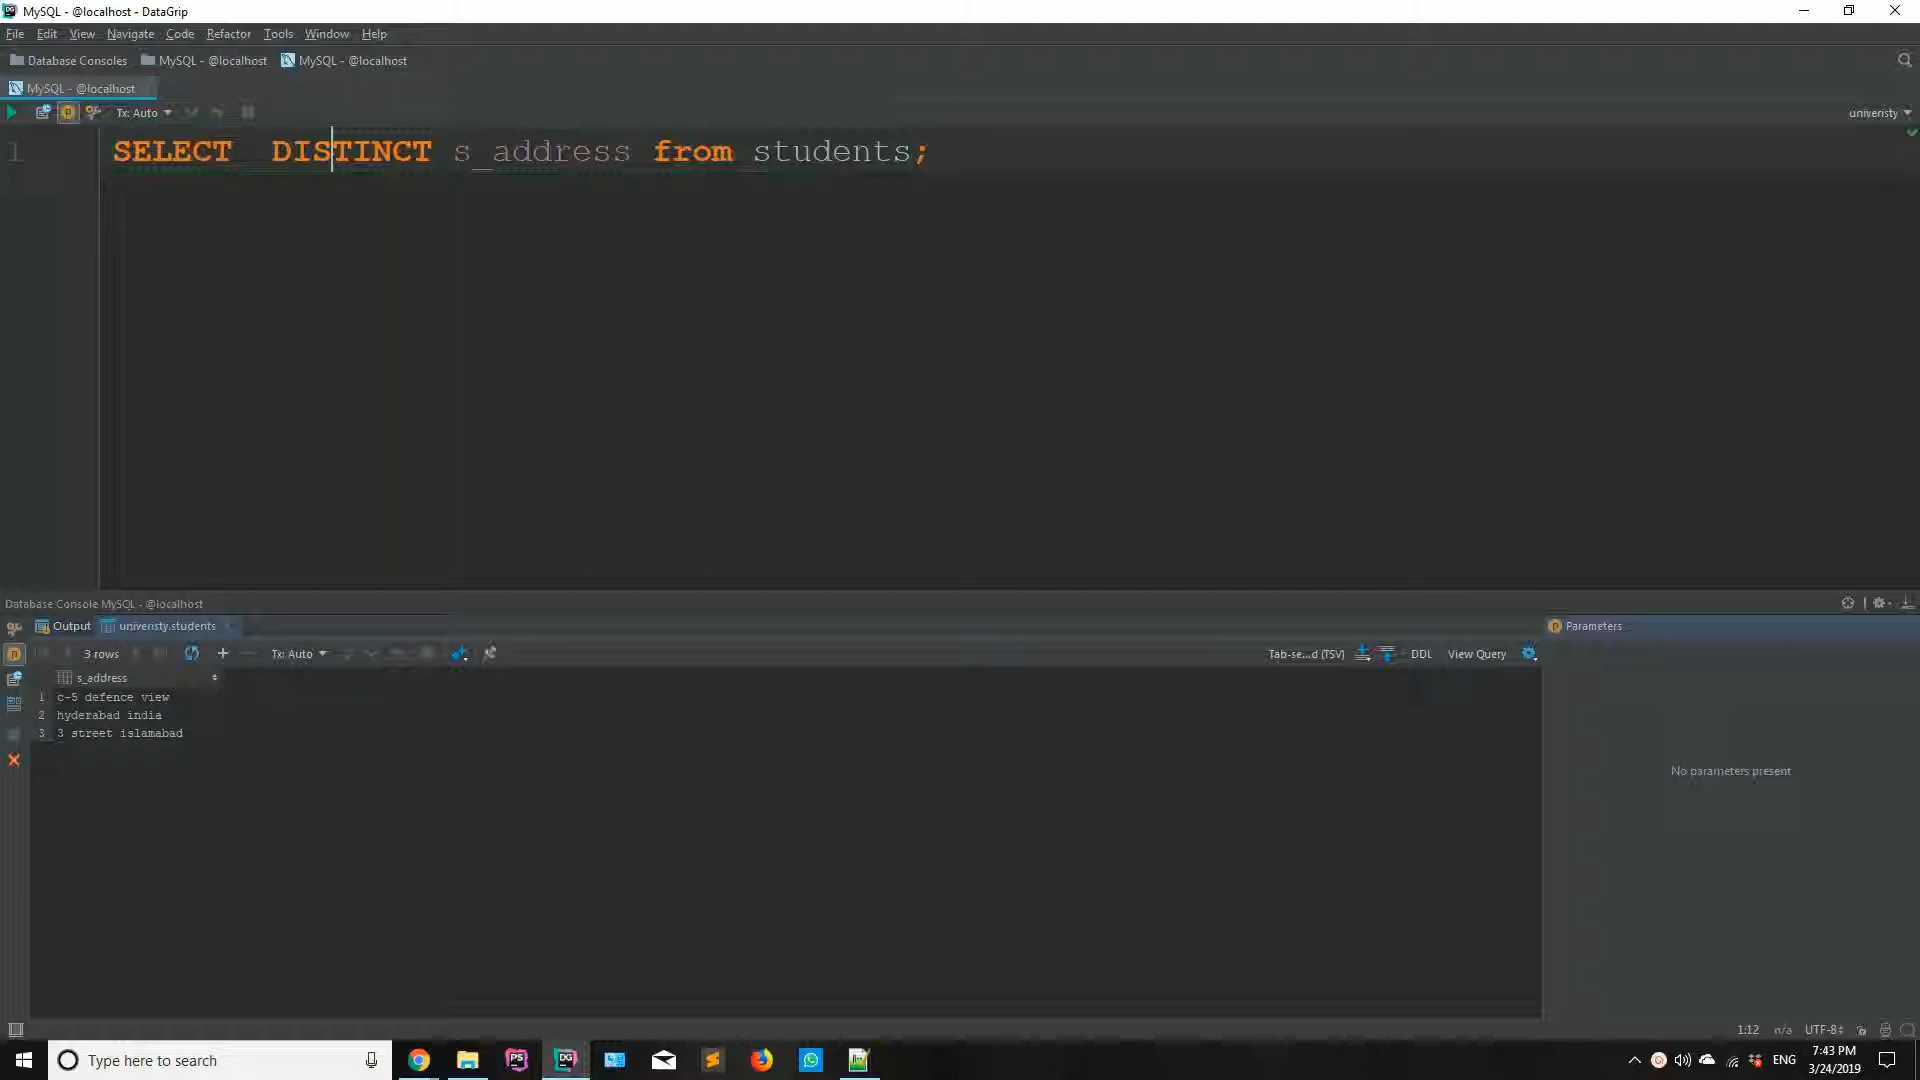 MySQL - @localhost - DataGrip
File Edit View Navigate Code Refactor Tools Window Help
Database Consoles MySQL - @localhost MySQL - @localhost
MySQL - @localhost
Tx: Auto univeristy
1 SELECT  DISTINCT s_address from students;
Database Console MySQL - @localhost
Output univeristy.students Parameters
3 rows Tx: Auto Tab-se...d (TSV) DDL View Query
s_address
1 c-5 defence view
2 hyderabad india
3 3 street islamabad
No parameters present
1:12 n/a UTF-8
Type here to search
PS DG
ENG
7:43 PM
3/24/2019